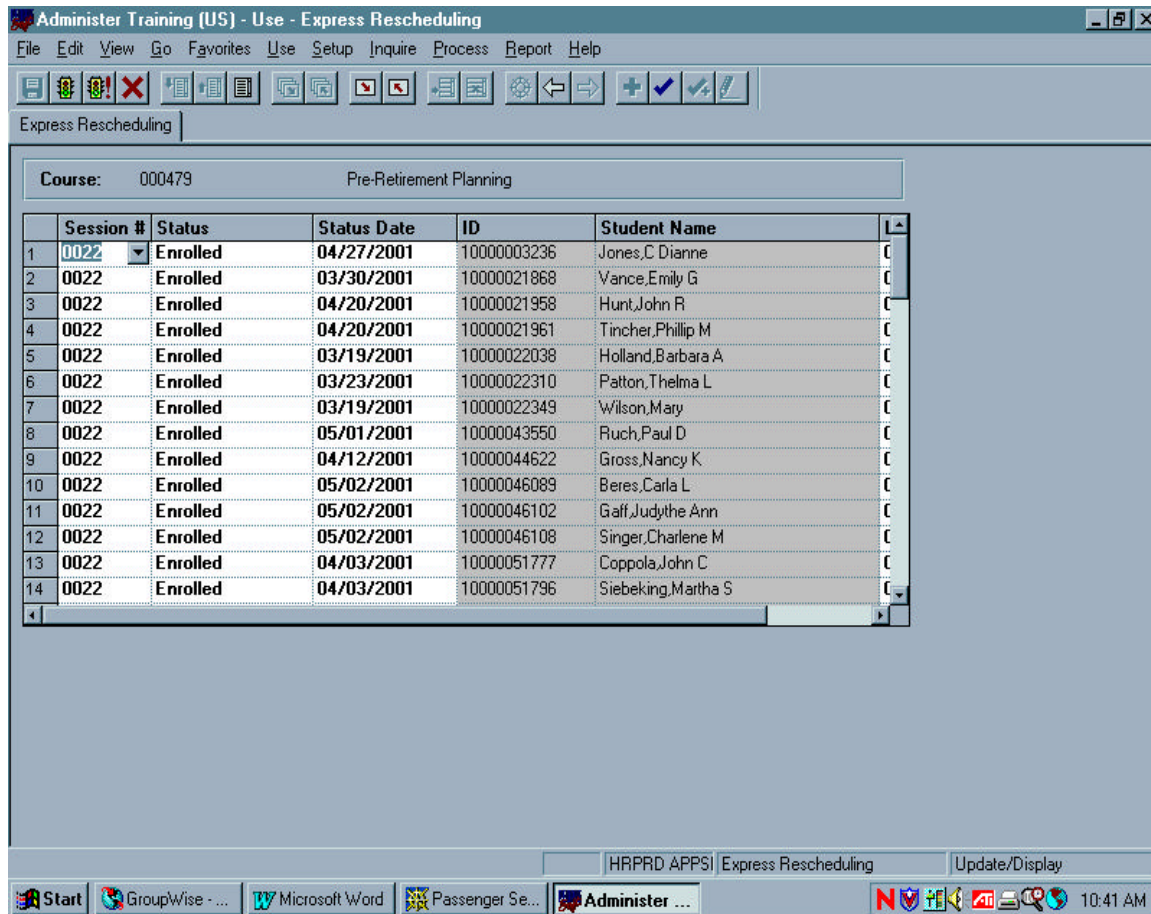 Administer Training (US) - Use - Express Rescheduling
File Edit View Go Favorites Use Setup Inquire Process Report Help
Express Rescheduling
Course: 000479 Pre-Retirement Planning
Session # Status Status Date ID Student Name
1 0022 Enrolled 04/27/2001 10000003236 Jones,C Dianne
2 0022 Enrolled 03/30/2001 10000021868 Vance,Emily G
3 0022 Enrolled 04/20/2001 10000021958 Hunt,John R
4 0022 Enrolled 04/20/2001 10000021961 Tincher,Phillip M
5 0022 Enrolled 03/19/2001 10000022038 Holland,Barbara A
6 0022 Enrolled 03/23/2001 10000022310 Patton,Thelma L
7 0022 Enrolled 03/19/2001 10000022349 Wilson,Mary
8 0022 Enrolled 05/01/2001 10000043550 Ruch,Paul D
9 0022 Enrolled 04/12/2001 10000044622 Gross,Nancy K
10 0022 Enrolled 05/02/2001 10000046089 Beres,Carla L
11 0022 Enrolled 05/02/2001 10000046102 Gaff,Judythe Ann
12 0022 Enrolled 05/02/2001 10000046108 Singer,Charlene M
13 0022 Enrolled 04/03/2001 10000051777 Coppola,John C
14 0022 Enrolled 04/03/2001 10000051796 Siebeking,Martha S
HRPRD APPSI Express Rescheduling Update/Display
Start GroupWise - ... Microsoft Word Passenger Se... Administer ... 10:41 AM